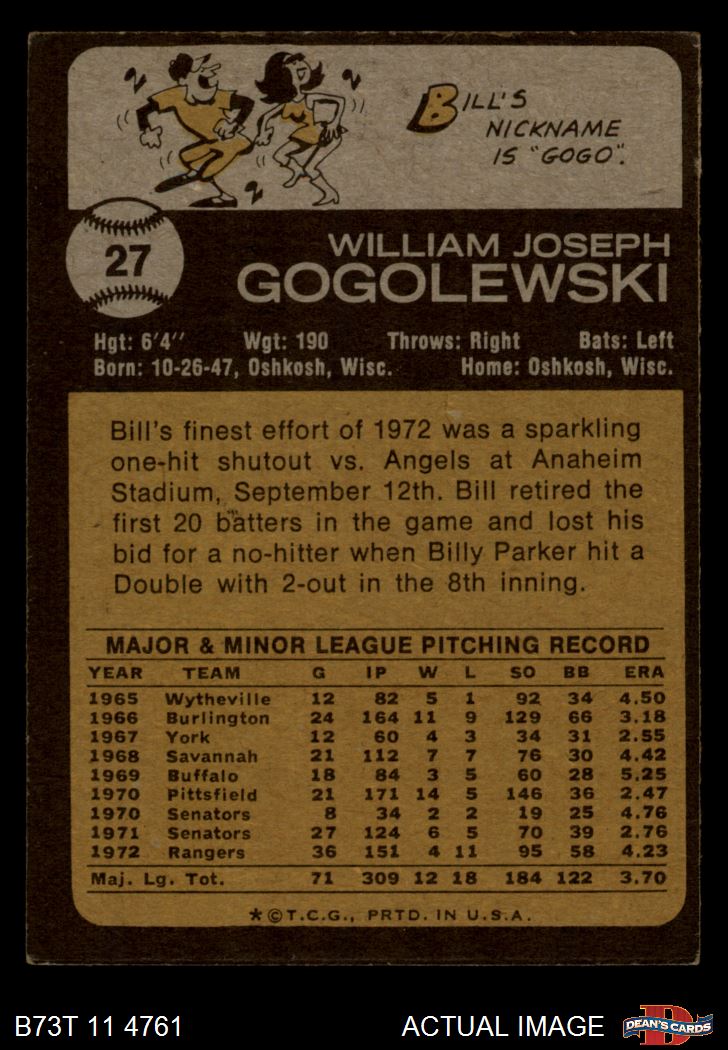 BILL'S
NICKNAME
IS "GOGO".
27
WILLIAM JOSEPH
GOGOLEWSKI
Hgt: 6'4" Wgt: 190 Throws: Right Bats: Left
Born: 10-26-47, Oshkosh, Wisc. Home: Oshkosh, Wisc.
Bill's finest effort of 1972 was a sparkling
one-hit shutout vs. Angels at Anaheim
Stadium, September 12th. Bill retired the
first 20 batters in the game and lost his
bid for a no-hitter when Billy Parker hit a
Double with 2-out in the 8th inning.
MAJOR & MINOR LEAGUE PITCHING RECORD
YEAR TEAM G IP W L SO BB ERA
1965 Wytheville 12 82 5 1 92 34 4.50
1966 Burlington 24 164 11 9 129 66 3.18
1967 York 12 60 4 3 34 31 2.55
1968 Savannah 21 112 7 7 76 30 4.42
1969 Buffalo 18 84 3 5 60 28 5.25
1970 Pittsfield 21 171 14 5 146 36 2.47
1970 Senators 8 34 2 2 19 25 4.76
1971 Senators 27 124 6 5 70 39 2.76
1972 Rangers 36 151 4 11 95 58 4.23
Maj. Lg. Tot. 71 309 12 18 184 122 3.70
★©T.C.G., PRTD. IN U.S.A.
B73T 11 4761 ACTUAL IMAGE DEAN'S CARDS